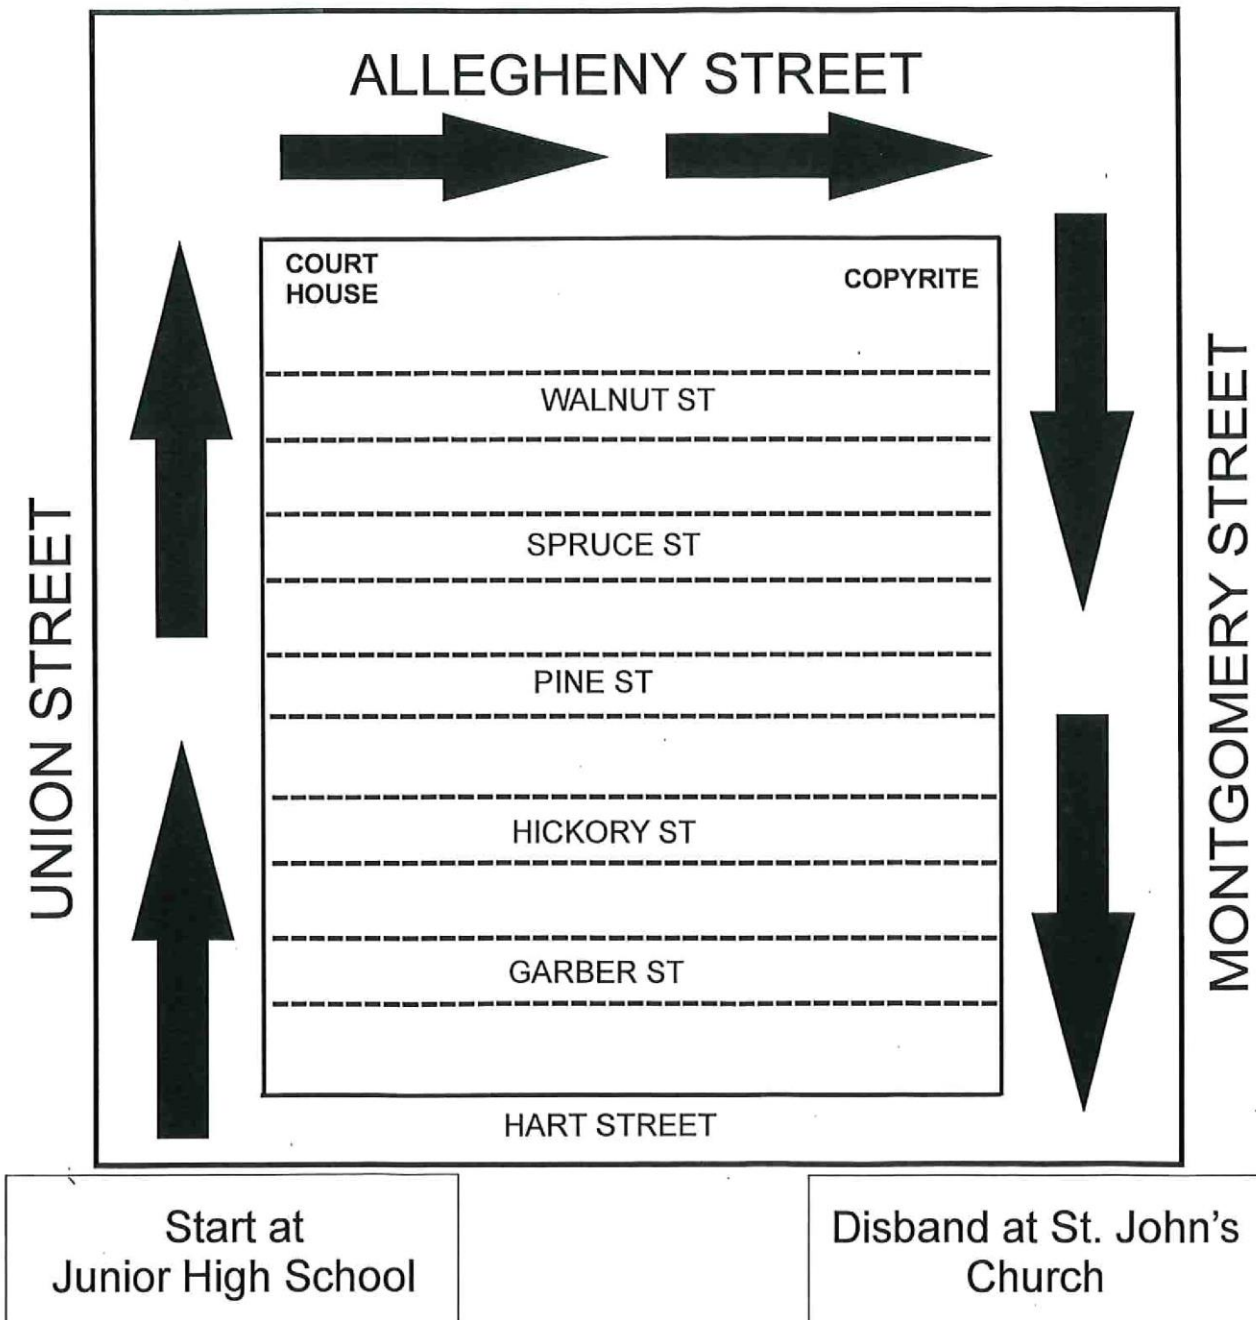 ALLEGHENY STREET
COURT
HOUSE
COPYRITE
WALNUT ST
SPRUCE ST
PINE ST
HICKORY ST
GARBER ST
HART STREET
UNION STREET
MONTGOMERY STREET
Start at
Junior High School
Disband at St. John's
Church